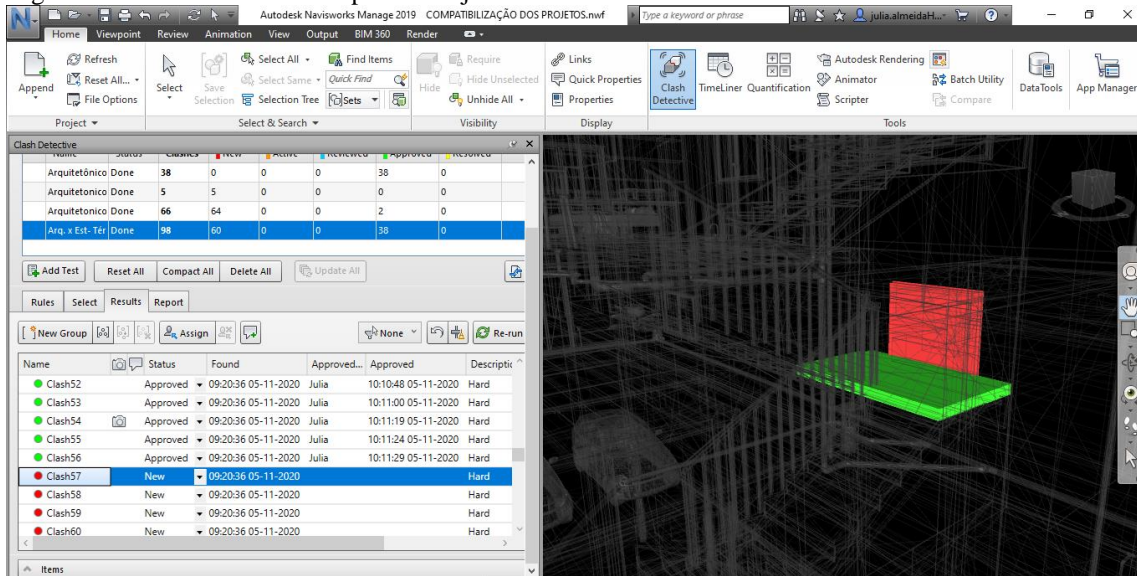 Autodesk Navisworks Manage 2019 COMPATIBILIZAÇÃO DOS PROJETOS.nwf Type a keyword or phrase julia.almeidaH...
Home Viewpoint Review Animation View Output BIM 360 Render
Append
Project
Refresh
Reset All...
File Options
Select
Save Selection
Select All
Select Same
Selection Tree
Find Items
Quick Find
Sets
Select & Search
Hide
Require
Hide Unselected
Unhide All
Visibility
Links
Quick Properties
Properties
Display
Clash Detective
TimeLiner
Quantification
Autodesk Rendering
Animator
Scripter
Batch Utility
Compare
Tools
DataTools
App Manager
Clash Detective
Name Status Clashes New Active Reviewed Approved Resolved
Arquitetônico Done 38 0 0 0 38 0
Arquitetonico Done 5 5 0 0 0 0
Arquitetonico Done 66 64 0 0 2 0
Arq. x Est- Tér Done 98 60 0 0 38 0
Add Test Reset All Compact All Delete All Update All
Rules Select Results Report
New Group Assign None Re-run
Name Status Found Approved... Approved Descriptic
Clash52 Approved 09:20:36 05-11-2020 Julia 10:10:48 05-11-2020 Hard
Clash53 Approved 09:20:36 05-11-2020 Julia 10:11:00 05-11-2020 Hard
Clash54 Approved 09:20:36 05-11-2020 Julia 10:11:19 05-11-2020 Hard
Clash55 Approved 09:20:36 05-11-2020 Julia 10:11:24 05-11-2020 Hard
Clash56 Approved 09:20:36 05-11-2020 Julia 10:11:29 05-11-2020 Hard
Clash57 New 09:20:36 05-11-2020 Hard
Clash58 New 09:20:36 05-11-2020 Hard
Clash59 New 09:20:36 05-11-2020 Hard
Clash60 New 09:20:36 05-11-2020 Hard
Items